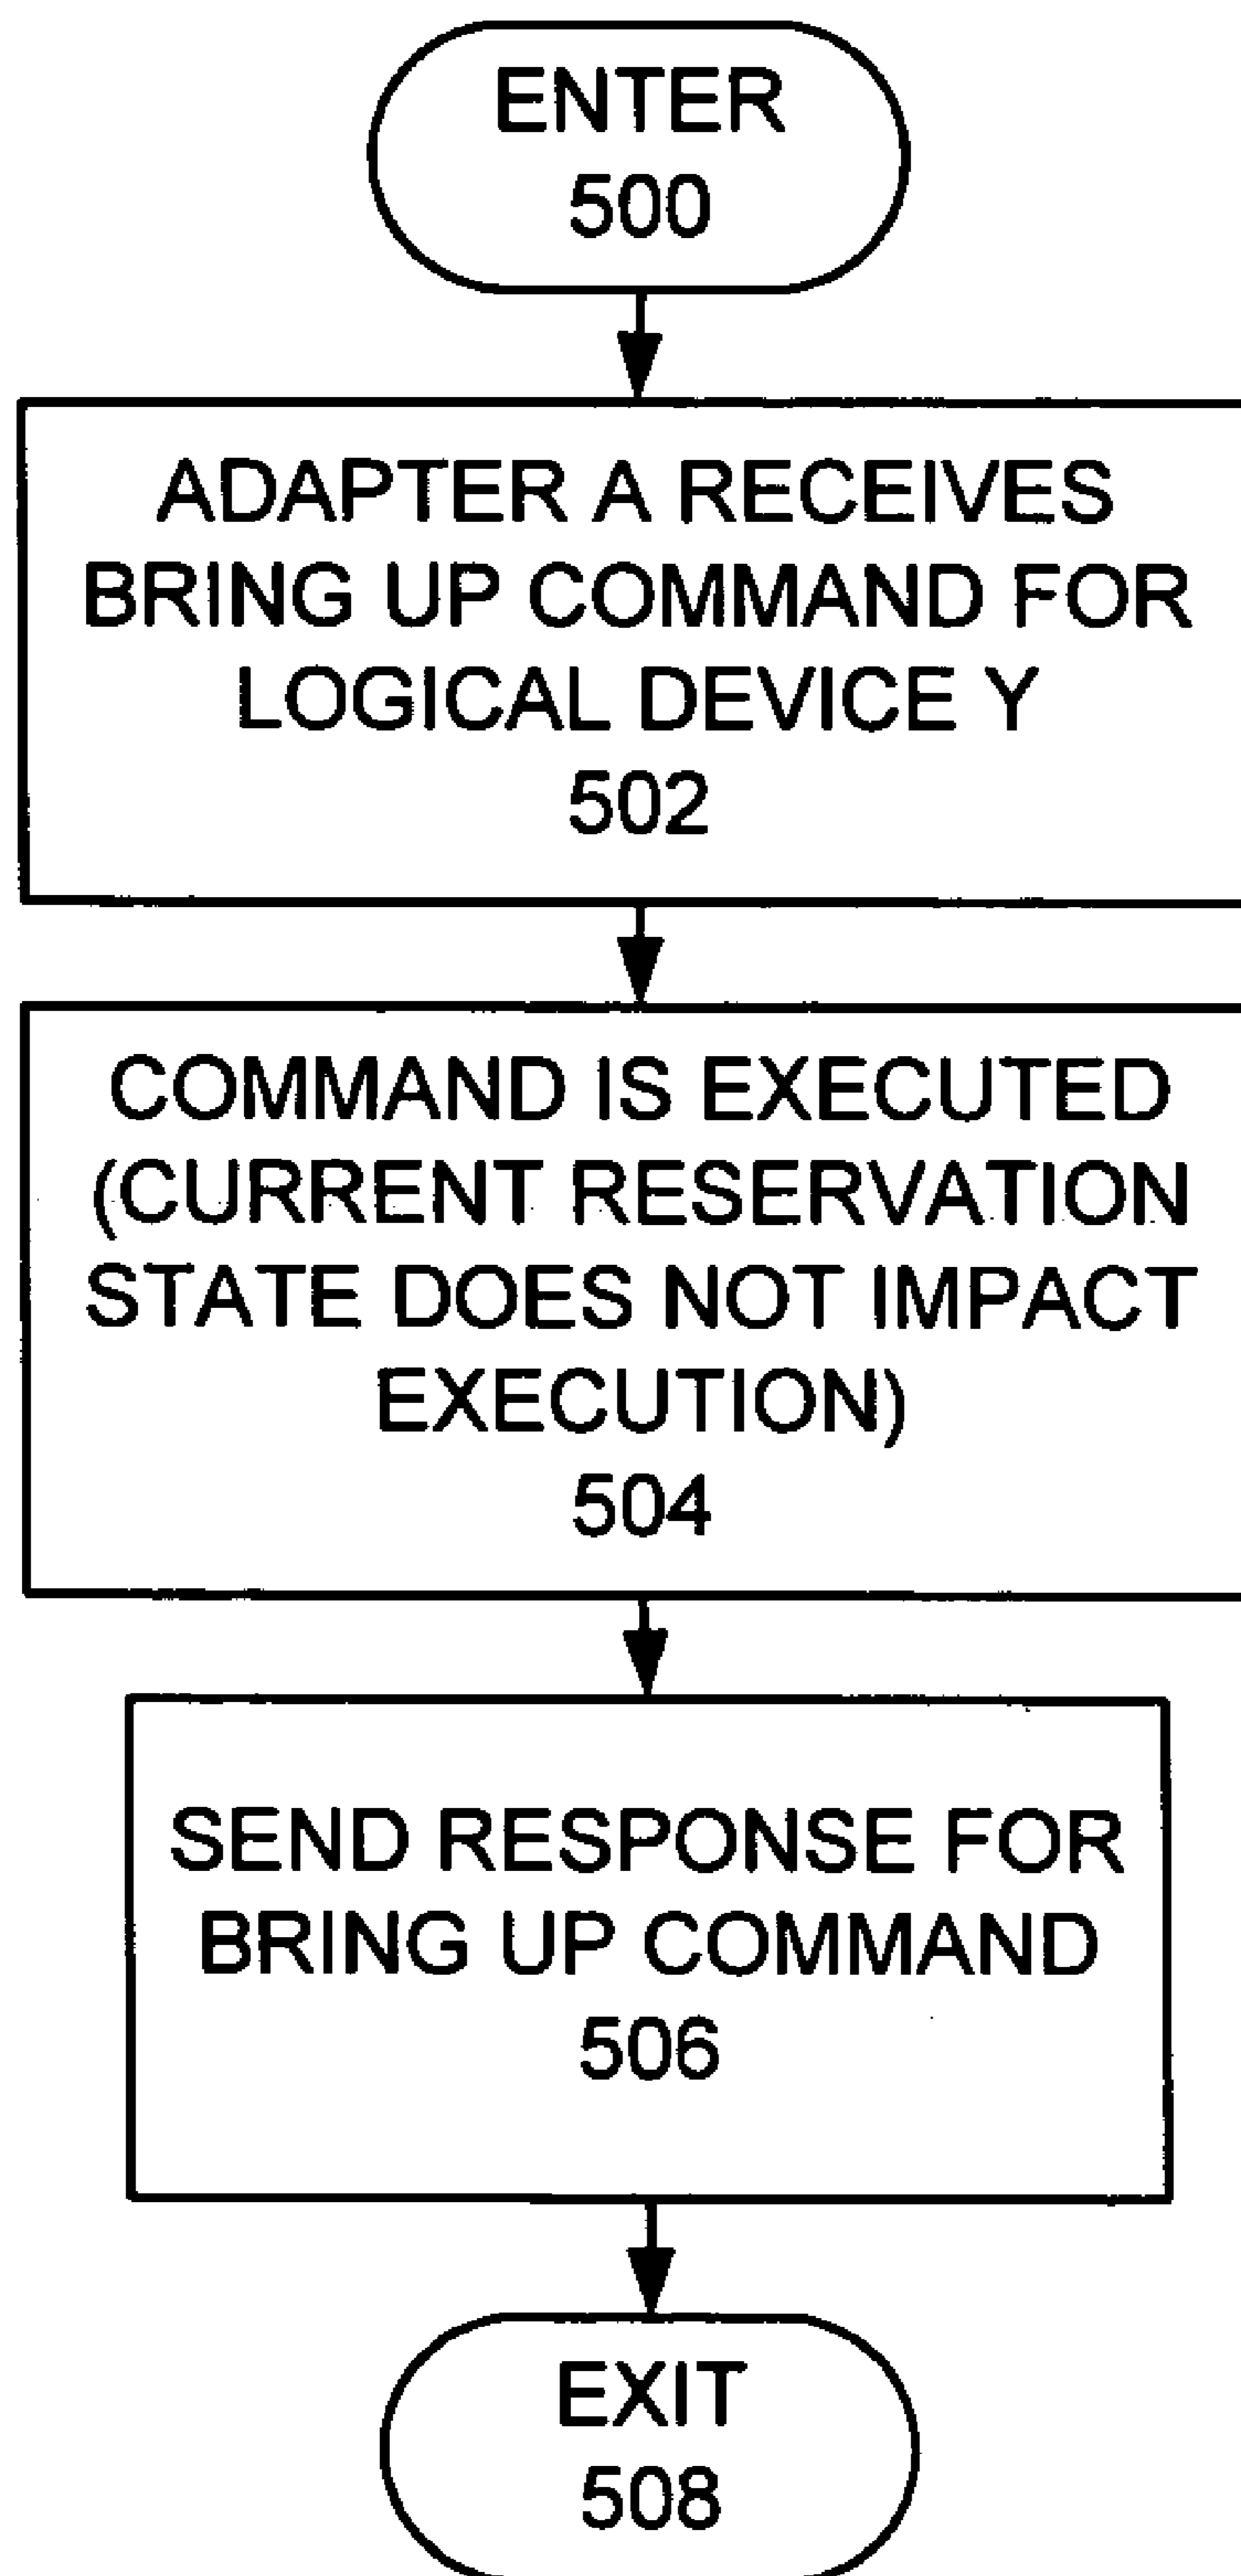 ENTER
500
ADAPTER A RECEIVES
BRING UP COMMAND FOR
LOGICAL DEVICE Y
502
COMMAND IS EXECUTED
(CURRENT RESERVATION
STATE DOES NOT IMPACT
EXECUTION)
504
SEND RESPONSE FOR
BRING UP COMMAND
506
EXIT
508